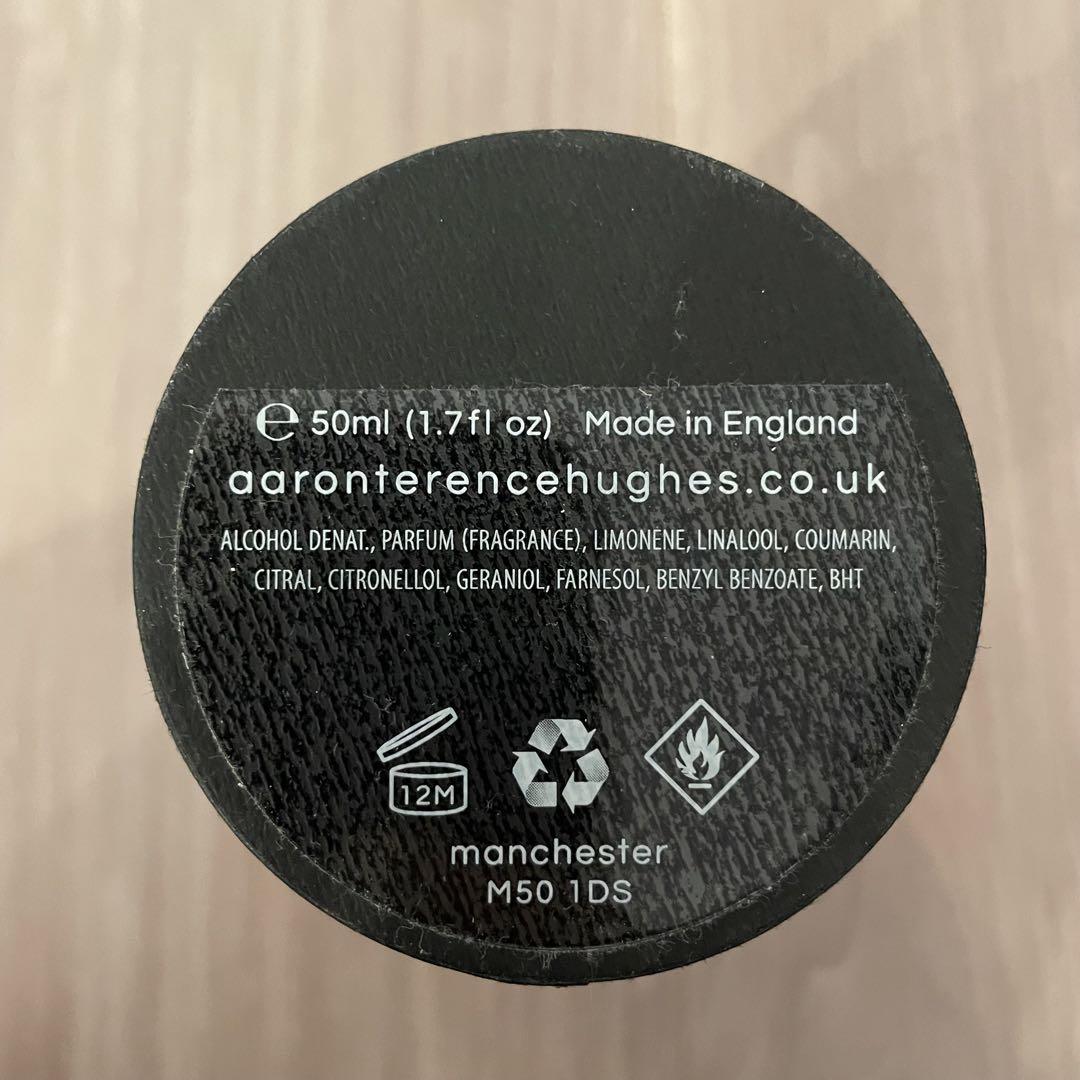 ℮ 50ml (1.7fl oz) Made in England
aaronterencehughes.co.uk
ALCOHOL DENAT., PARFUM (FRAGRANCE), LIMONENE, LINALOOL, COUMARIN,
CITRAL, CITRONELLOL, GERANIOL, FARNESOL, BENZYL BENZOATE, BHT
12M
manchester
M50 1DS